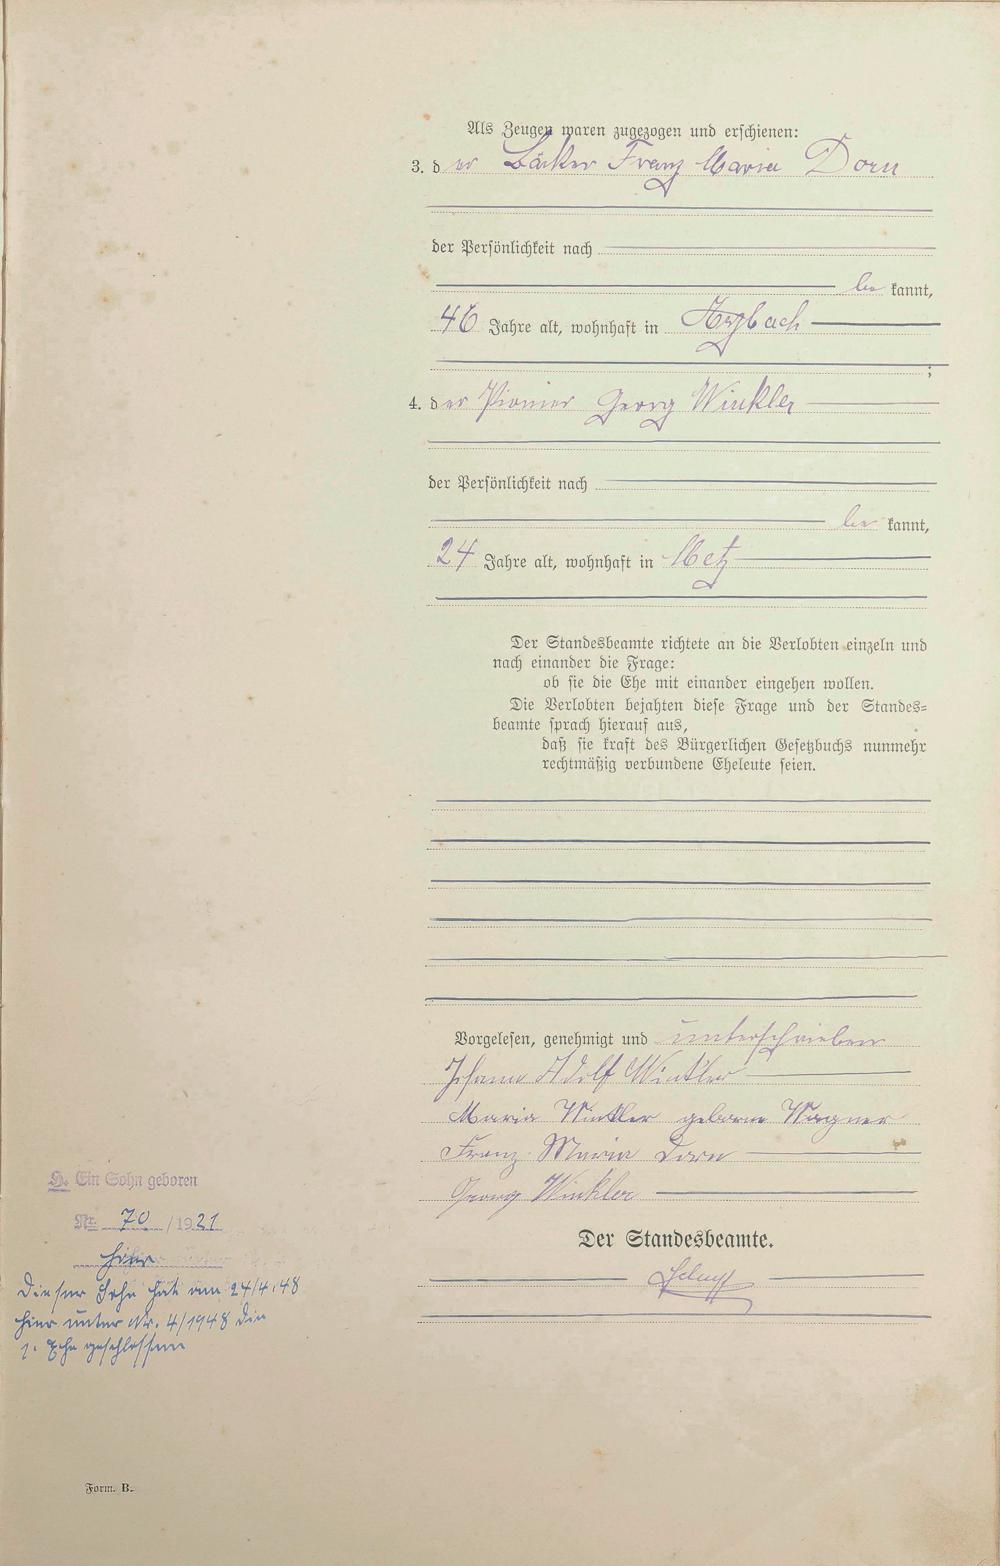 Als Zeugen waren zugezogen und erschienen:
3. der Bäcker Franz Maria Dorn
der Persönlichkeit nach
be kannt,
46 Jahre alt, wohnhaft in
;
4. der Pionier Georg Winkler
der Persönlichkeit nach
be kannt,
24 Jahre alt, wohnhaft in Metz
Der Standesbeamte richtete an die Verlobten einzeln und
nach einander die Frage:
ob sie die Ehe mit einander eingehen wollen.
Die Verlobten bejahten diese Frage und der Standes-
beamte sprach hierauf aus,
daß sie kraft des Bürgerlichen Gesetzbuchs nunmehr
rechtmäßig verbundene Eheleute seien.
Vorgelesen, genehmigt und unterschrieben
Johann Adolf Winkler
Maria Winkler geborne Wagner
Franz Maria Dorn
Georg Winkler
Der Standesbeamte.
Ein Sohn geboren
Nr. 70 / 1921
hier
Dieser Sohn hat am 24/4.48
hier unter Nr. 4/1948 die
1. Ehe geschlossen
Form. B.